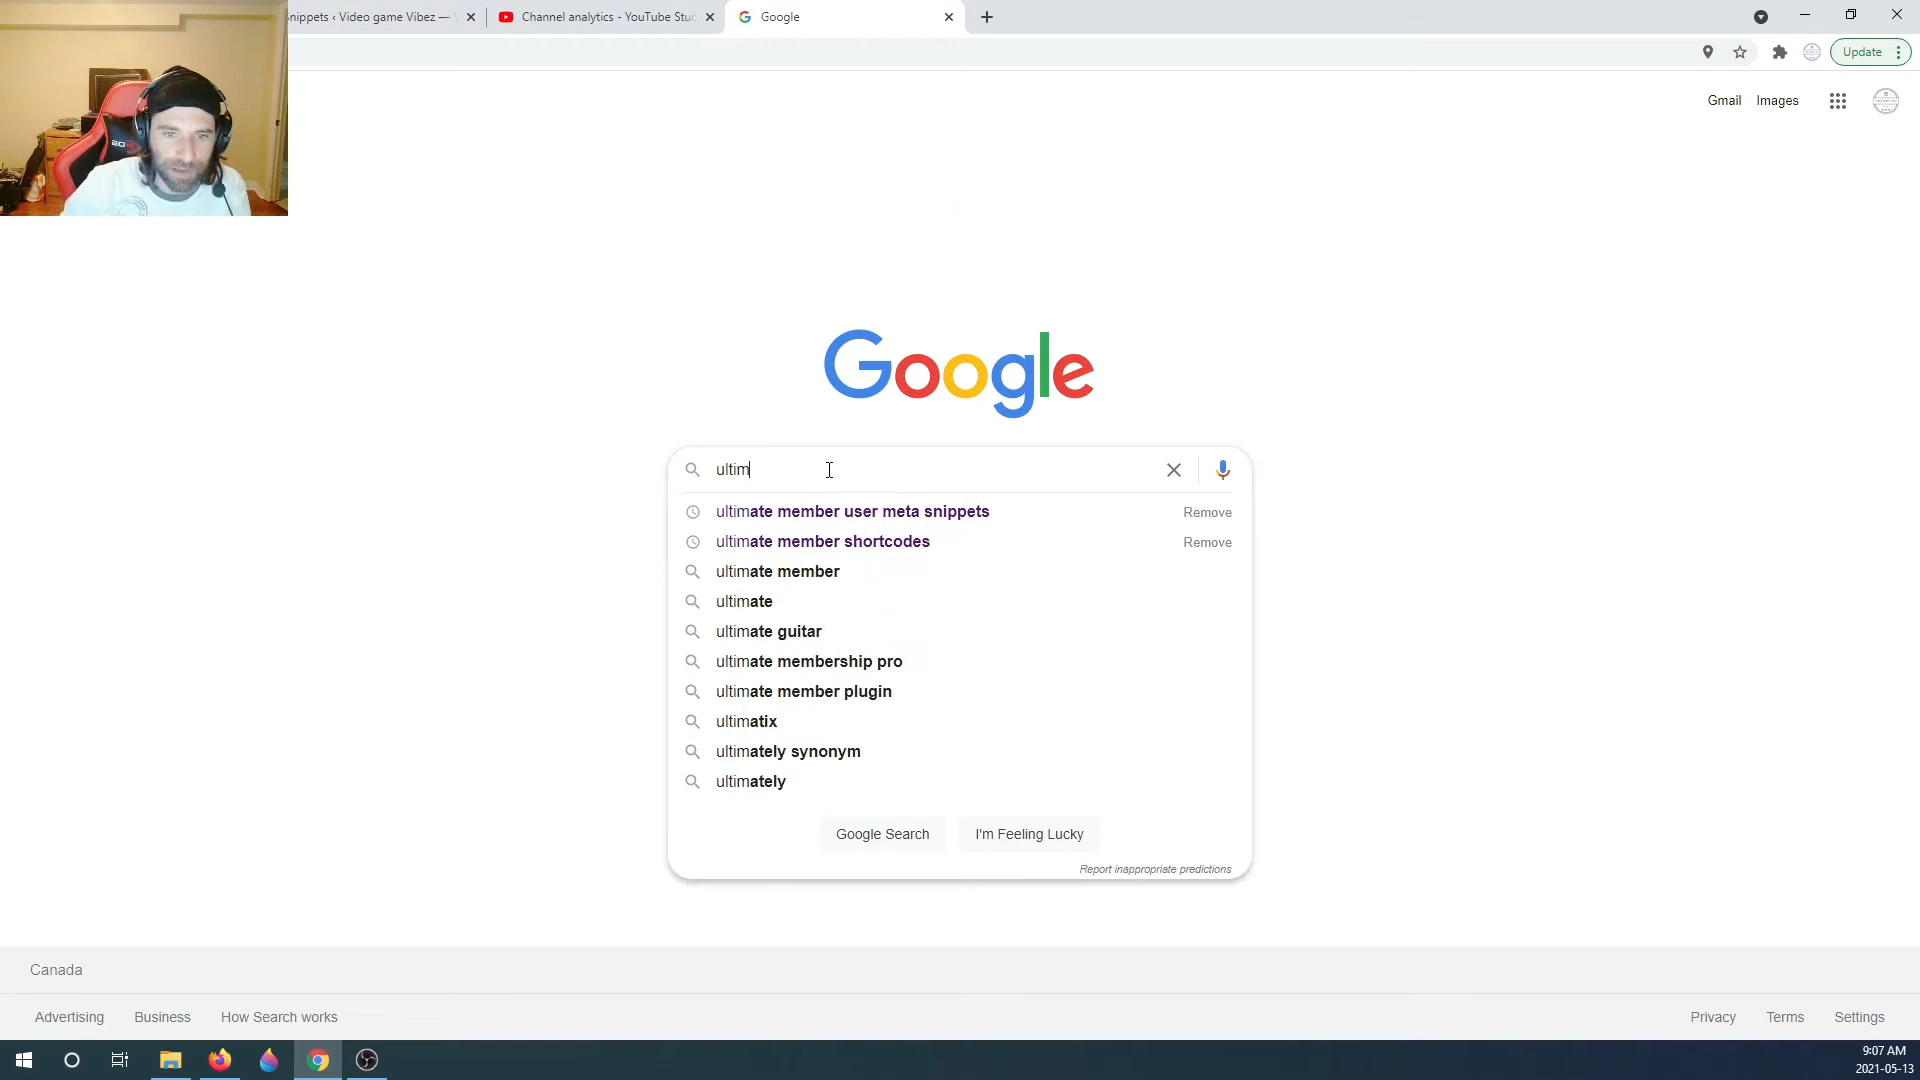 Snippets ‹ Video game Vibez —
Channel analytics - YouTube Stu
Google
Update
Gmail Images
Google
ultim
ultimate member user meta snippets Remove
ultimate member shortcodes Remove
ultimate member
ultimate
ultimate guitar
ultimate membership pro
ultimate member plugin
ultimatix
ultimately synonym
ultimately
Google Search I'm Feeling Lucky
Report inappropriate predictions
Canada
Advertising Business How Search works Privacy Terms Settings
9:07 AM
2021-05-13